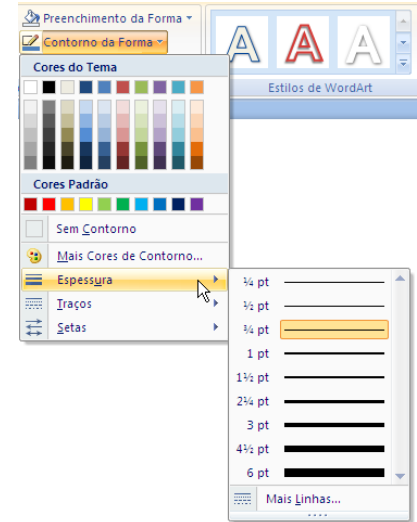 Preenchimento da Forma
Contorno da Forma
A A A
Estilos de WordArt
Cores do Tema
Cores Padrão
Sem Contorno
Mais Cores de Contorno...
Espessura
Traços
Setas
¼ pt
½ pt
¾ pt
1 pt
1½ pt
2¼ pt
3 pt
4½ pt
6 pt
Mais Linhas...